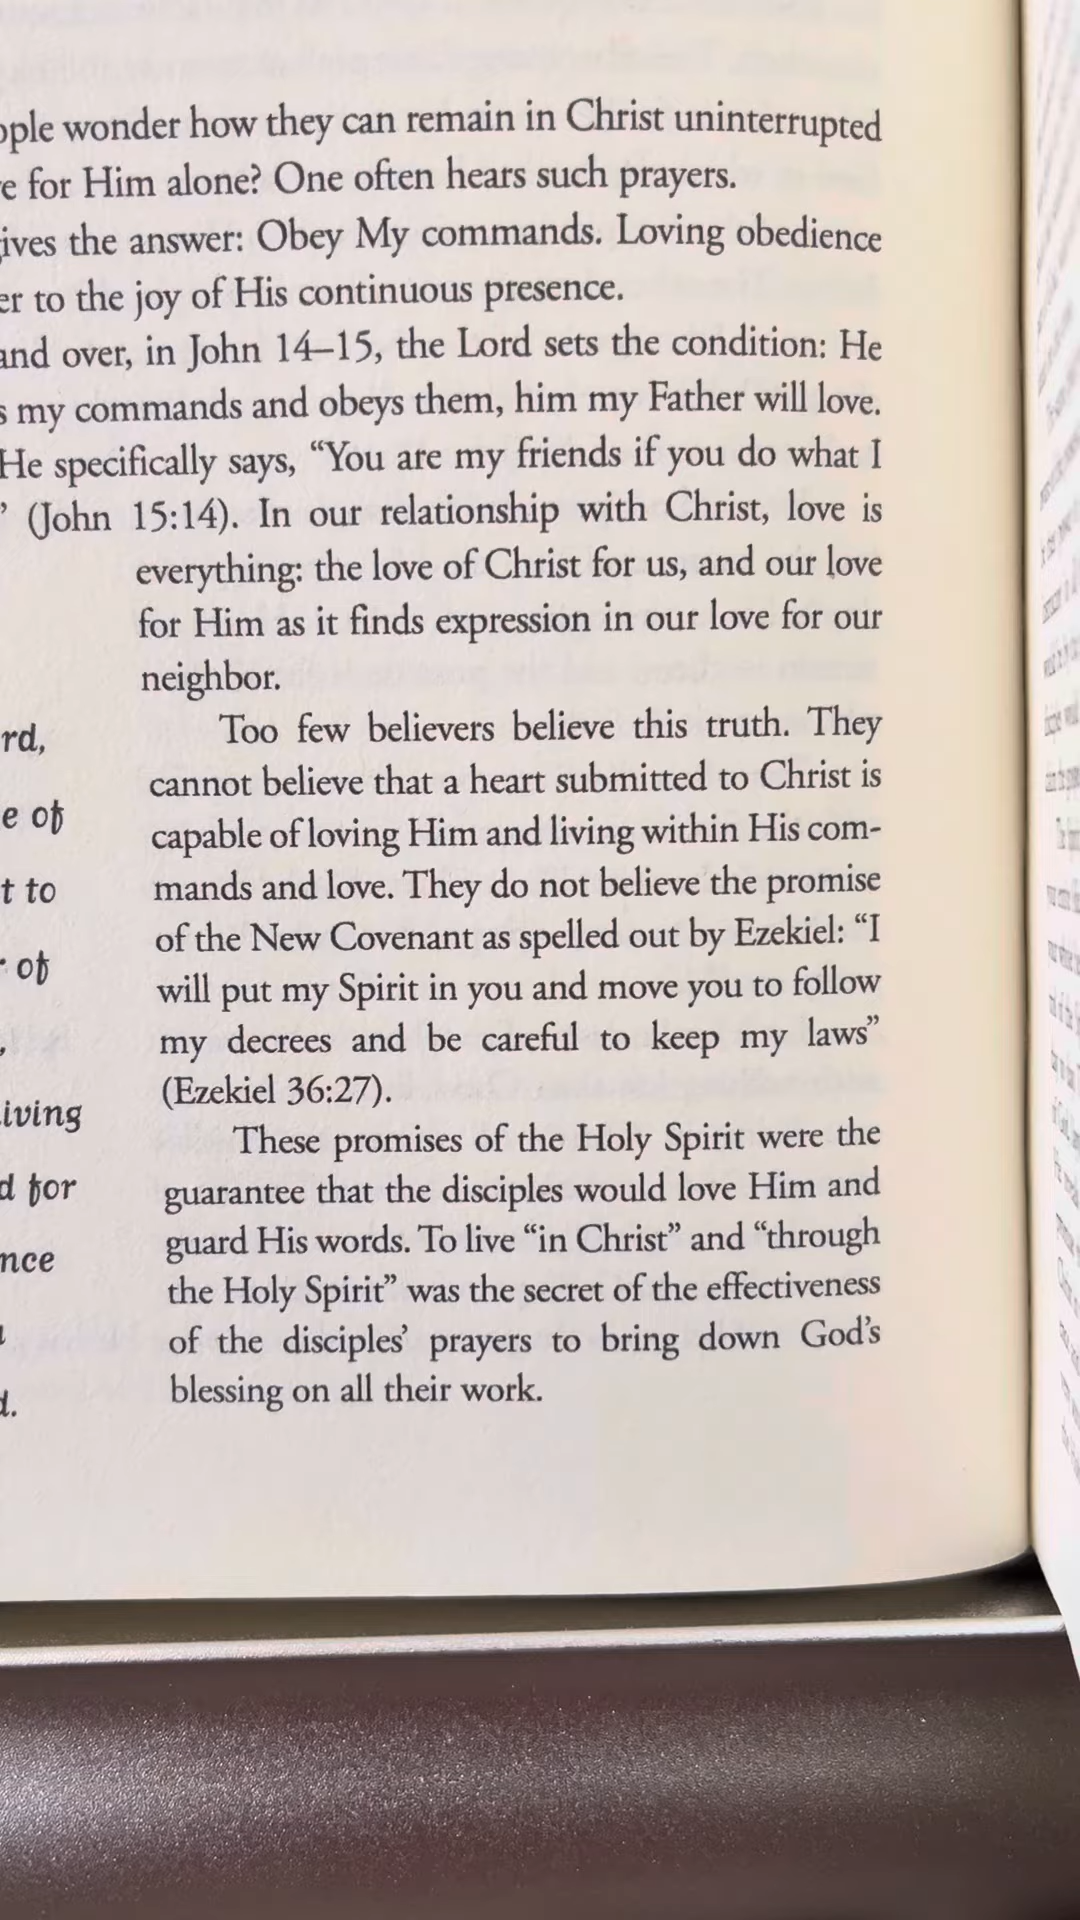 wonder how they can remain in Christ uninterrupted
for Him alone? One often hears such prayers.
the answer: Obey My commands. Loving obedience
to the joy of His continuous presence.
and over, in John 14–15, the Lord sets the condition: He
my commands and obeys them, him my Father will love.
He specifically says, “You are my friends if you do what I
” (John 15:14). In our relationship with Christ, love is
everything: the love of Christ for us, and our love
for Him as it finds expression in our love for our
neighbor.
Too few believers believe this truth. They
cannot believe that a heart submitted to Christ is
capable of loving Him and living within His com-
mands and love. They do not believe the promise
of the New Covenant as spelled out by Ezekiel: “I
will put my Spirit in you and move you to follow
my decrees and be careful to keep my laws”
(Ezekiel 36:27).
These promises of the Holy Spirit were the
guarantee that the disciples would love Him and
guard His words. To live “in Christ” and “through
the Holy Spirit” was the secret of the effectiveness
of the disciples’ prayers to bring down God’s
blessing on all their work.
of
to
of
for